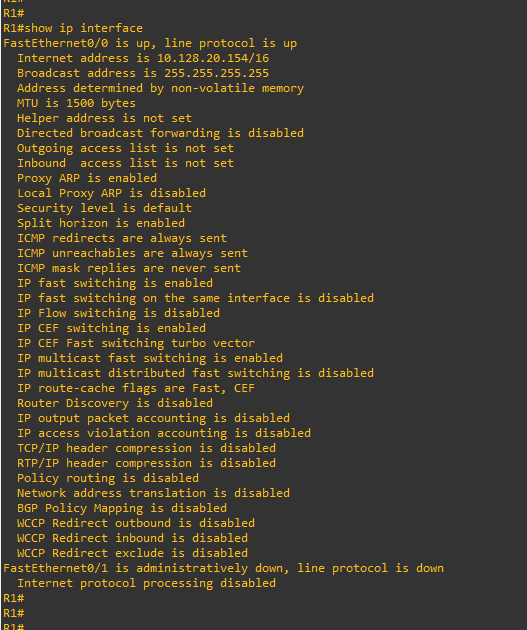 R1#
R1#
R1#show ip interface
FastEthernet0/0 is up, line protocol is up
  Internet address is 10.128.20.154/16
  Broadcast address is 255.255.255.255
  Address determined by non-volatile memory
  MTU is 1500 bytes
  Helper address is not set
  Directed broadcast forwarding is disabled
  Outgoing access list is not set
  Inbound  access list is not set
  Proxy ARP is enabled
  Local Proxy ARP is disabled
  Security level is default
  Split horizon is enabled
  ICMP redirects are always sent
  ICMP unreachables are always sent
  ICMP mask replies are never sent
  IP fast switching is enabled
  IP fast switching on the same interface is disabled
  IP Flow switching is disabled
  IP CEF switching is enabled
  IP CEF Fast switching turbo vector
  IP multicast fast switching is enabled
  IP multicast distributed fast switching is disabled
  IP route-cache flags are Fast, CEF
  Router Discovery is disabled
  IP output packet accounting is disabled
  IP access violation accounting is disabled
  TCP/IP header compression is disabled
  RTP/IP header compression is disabled
  Policy routing is disabled
  Network address translation is disabled
  BGP Policy Mapping is disabled
  WCCP Redirect outbound is disabled
  WCCP Redirect inbound is disabled
  WCCP Redirect exclude is disabled
FastEthernet0/1 is administratively down, line protocol is down
  Internet protocol processing disabled
R1#
R1#
R1#